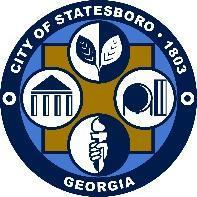 CITY OF STATESBORO • 1803
GEORGIA